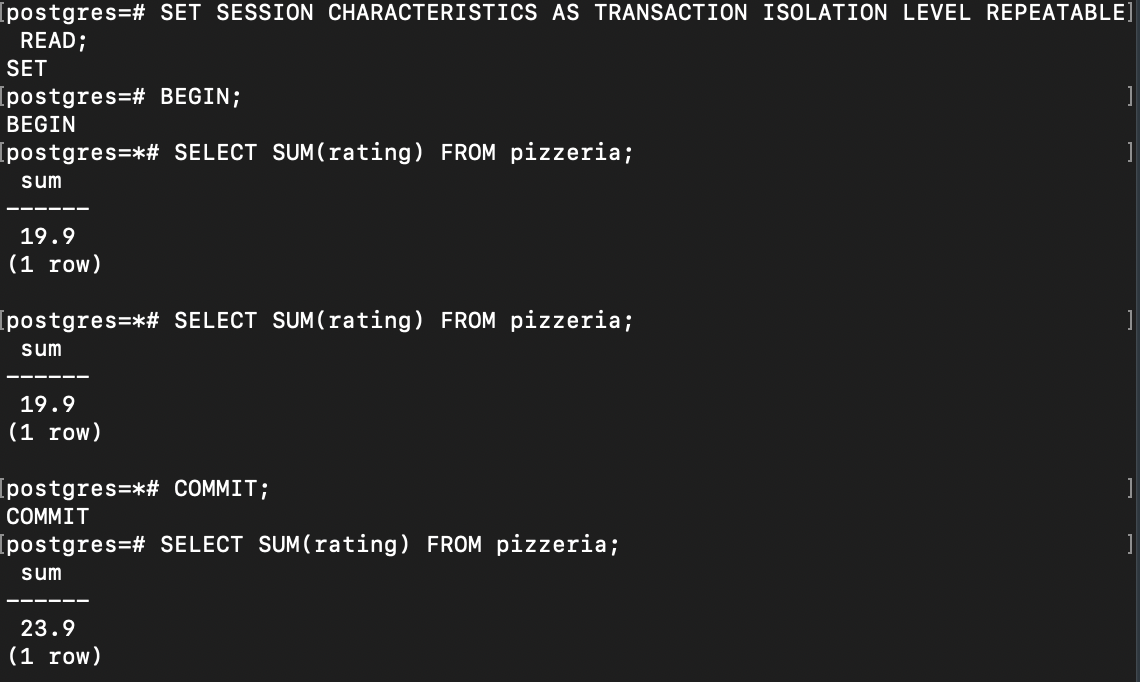 [postgres=# SET SESSION CHARACTERISTICS AS TRANSACTION ISOLATION LEVEL REPEATABLE]
 READ;
SET
[postgres=# BEGIN; ]
BEGIN
[postgres=*# SELECT SUM(rating) FROM pizzeria; ]
 sum
------
 19.9
(1 row)

[postgres=*# SELECT SUM(rating) FROM pizzeria; ]
 sum
------
 19.9
(1 row)

[postgres=*# COMMIT; ]
COMMIT
[postgres=# SELECT SUM(rating) FROM pizzeria; ]
 sum
------
 23.9
(1 row)